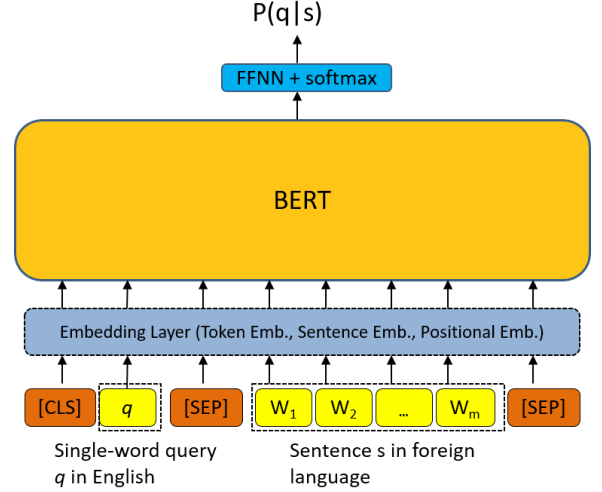 P(q|s)
FFNN + softmax
BERT
Embedding Layer (Token Emb., Sentence Emb., Positional Emb.)
[CLS] q [SEP] W1 W2 ... Wm [SEP]
Single-word query
q in English
Sentence s in foreign
language